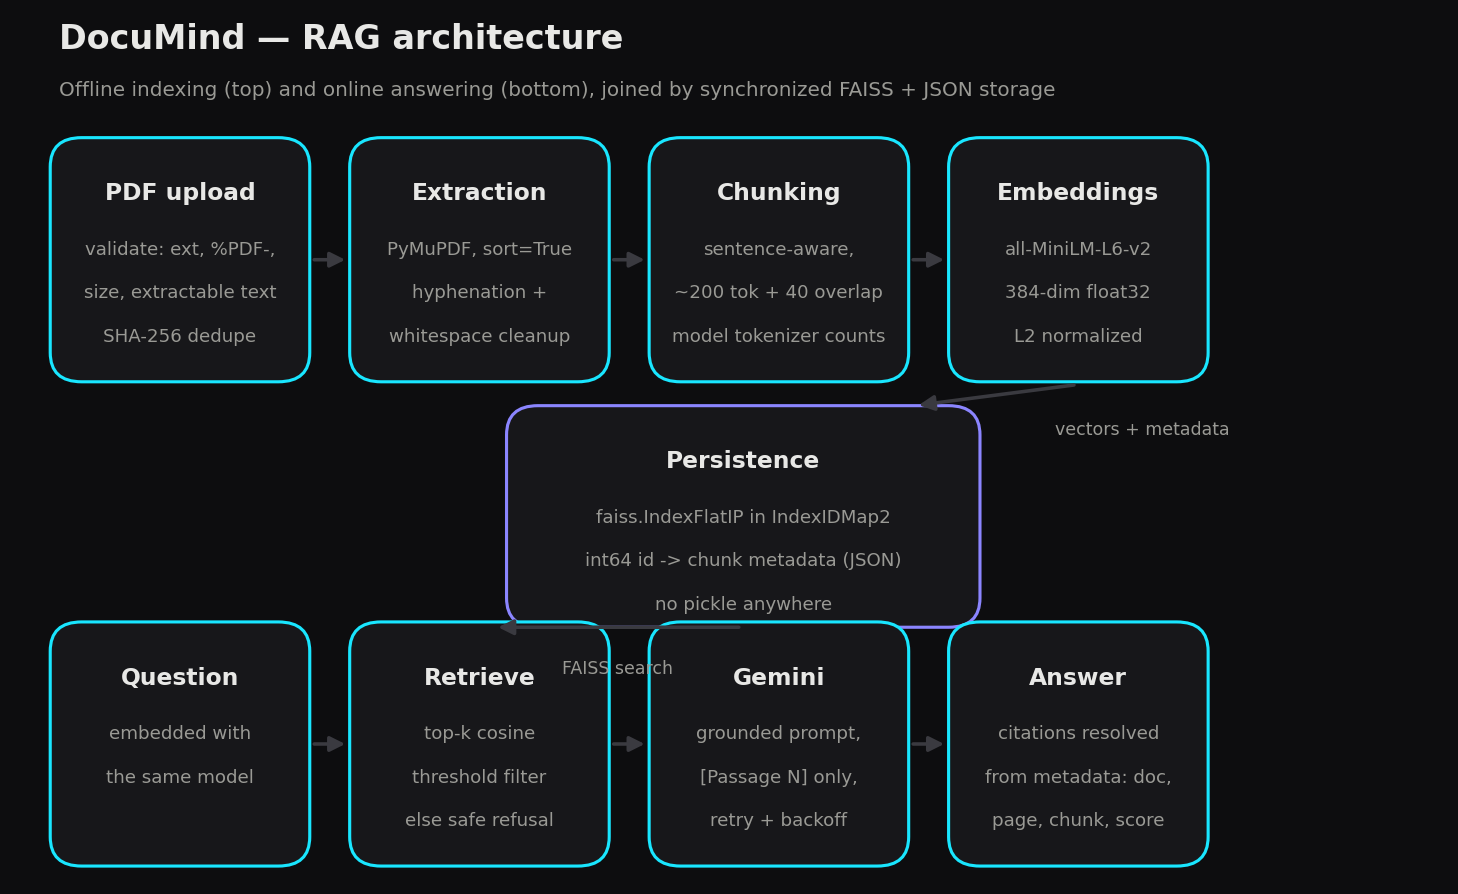 DocuMind — RAG architecture
Offline indexing (top) and online answering (bottom), joined by synchronized FAISS + JSON storage
PDF upload
validate: ext, %PDF-,
size, extractable text
SHA-256 dedupe
Extraction
PyMuPDF, sort=True
hyphenation +
whitespace cleanup
Chunking
sentence-aware,
~200 tok + 40 overlap
model tokenizer counts
Embeddings
all-MiniLM-L6-v2
384-dim float32
L2 normalized
vectors + metadata
Persistence
faiss.IndexFlatIP in IndexIDMap2
int64 id -> chunk metadata (JSON)
no pickle anywhere
FAISS search
Question
embedded with
the same model
Retrieve
top-k cosine
threshold filter
else safe refusal
Gemini
grounded prompt,
[Passage N] only,
retry + backoff
Answer
citations resolved
from metadata: doc,
page, chunk, score